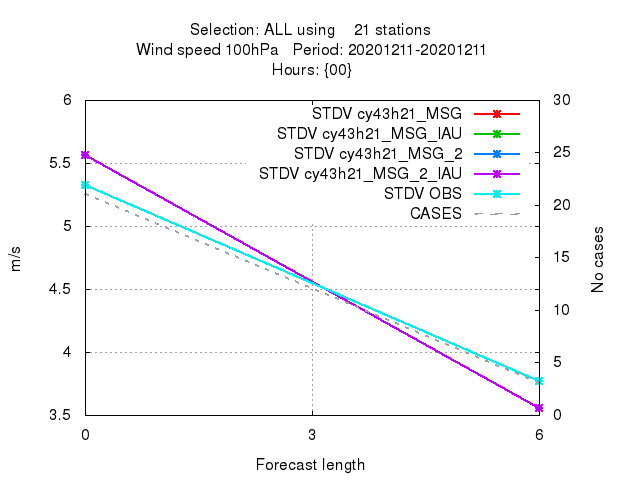 Selection: ALL using 21 stations
Wind speed 100hPa Period: 20201211-20201211
Hours: {00}
6 30
STDV cy43h21_MSG
STDV cy43h21_MSG_IAU
5.5 STDV cy43h21_MSG_2 25
STDV cy43h21_MSG_2_IAU
STDV OBS
20
CASES
5
15
m/s
No cases
4.5
10
4
5
3.5 0
0 3 6
Forecast length